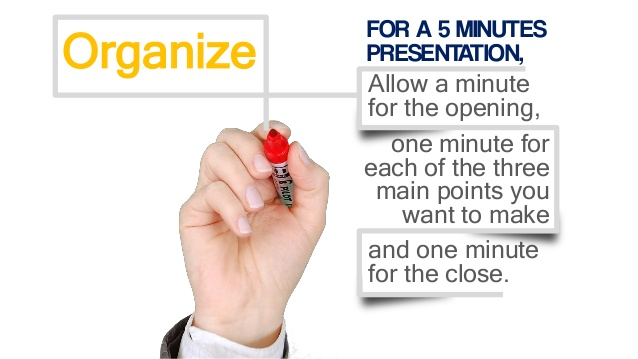 Organize
FOR A 5 MINUTES
PRESENTATION,
Allow a minute
for the opening,
one minute for
each of the three
main points you
want to make
and one minute
for the close.
PILOT